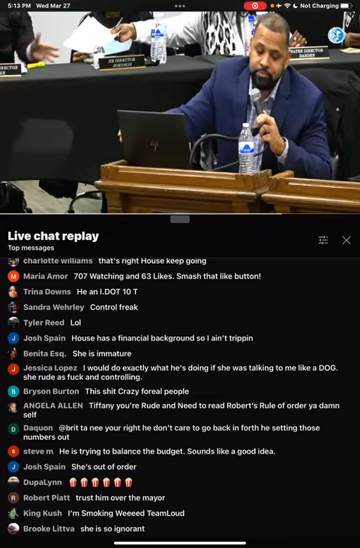 5:13 PM Wed Mar 27
Not Charging
DIRECTOR
JOHNSON
DIRECTOR
DARDEN
Live chat replay
Top messages
charlotte williams that's right House keep going
Maria Amor 707 Watching and 63 Likes. Smash that like button!
Trina Downs He an I.DOT 10 T
Sandra Wehrley Control freak
Tyler Reed Lol
Josh Spain House has a financial background so I ain't trippin
Benita Esq. She is immature
Jessica Lopez I would do exactly what he's doing if she was talking to me like a DOG.
she rude as fuck and controlling.
Bryson Burton This shit Crazy foreal people
ANGELA ALLEN Tiffany you're Rude and Need to read Robert's Rule of order ya damn
self
Daquon @brit ta nee your right he don't care to go back in forth he setting those
numbers out
steve m He is trying to balance the budget. Sounds like a good idea.
Josh Spain She's out of order
DupaLynn 🍿🍿🍿🍿🍿🍿
Robert Piatt trust him over the mayor
King Kush I'm Smoking Weeeed TeamLoud
Brooke Littva she is so ignorant